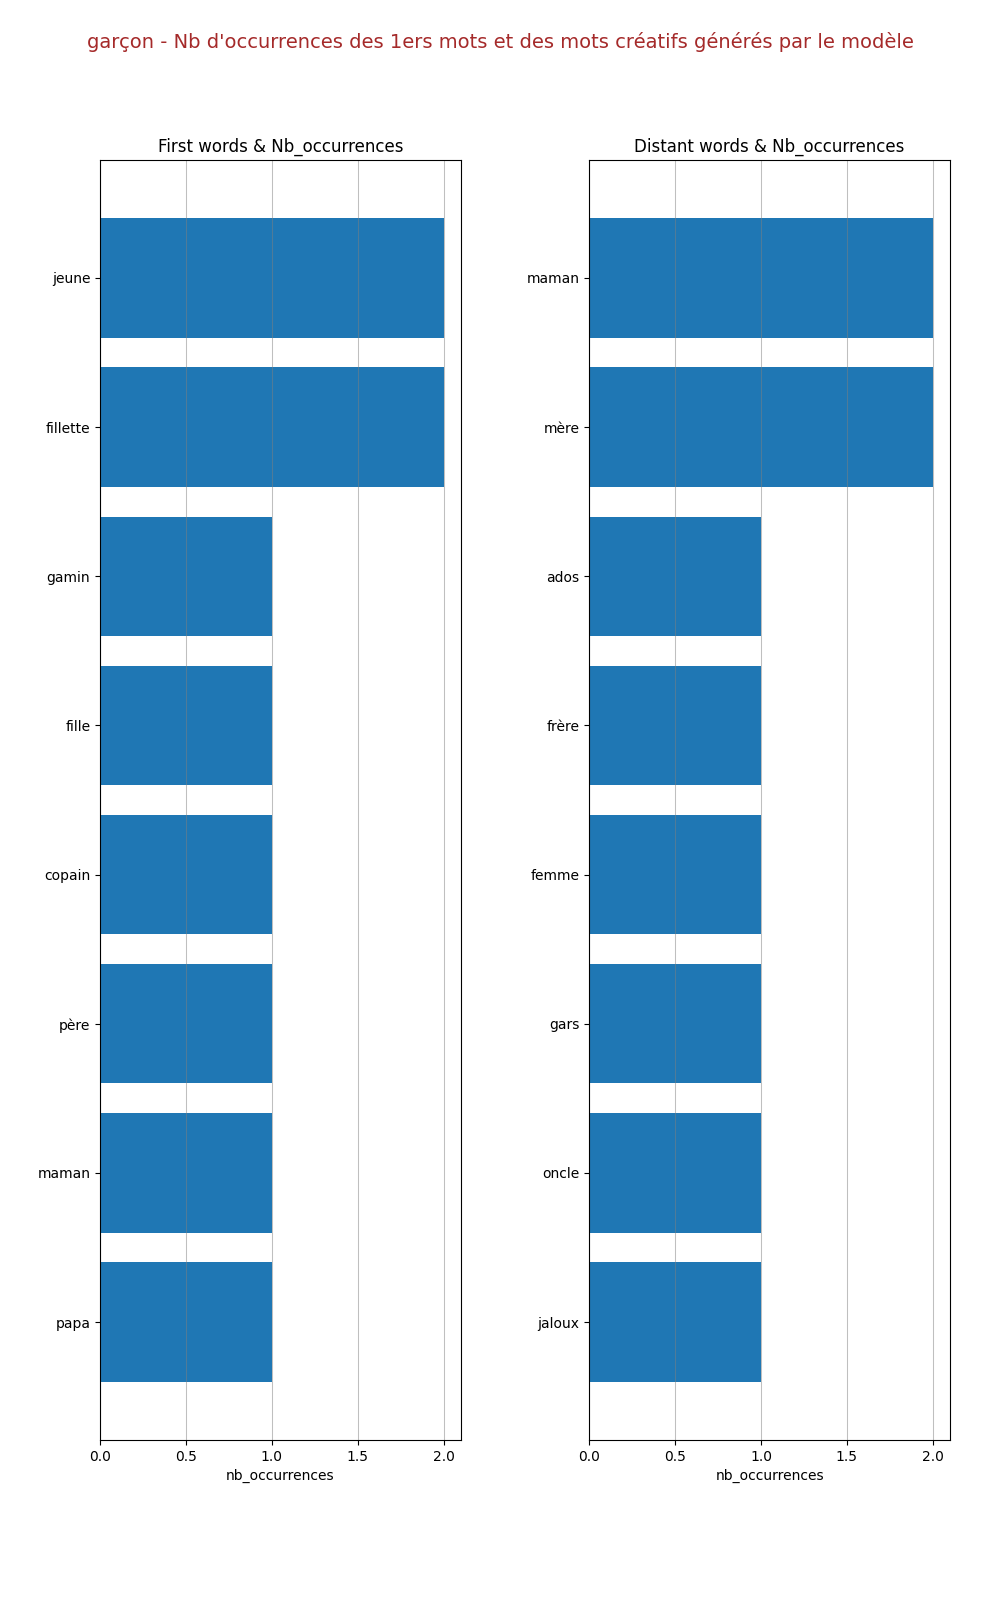 garçon - Nb d'occurrences des 1ers mots et des mots créatifs générés par le modèle
First words & Nb_occurrences
jeune
fillette
gamin
fille
copain
père
maman
papa
0.0 0.5 1.0 1.5 2.0
nb_occurrences
Distant words & Nb_occurrences
maman
mère
ados
frère
femme
gars
oncle
jaloux
0.0 0.5 1.0 1.5 2.0
nb_occurrences